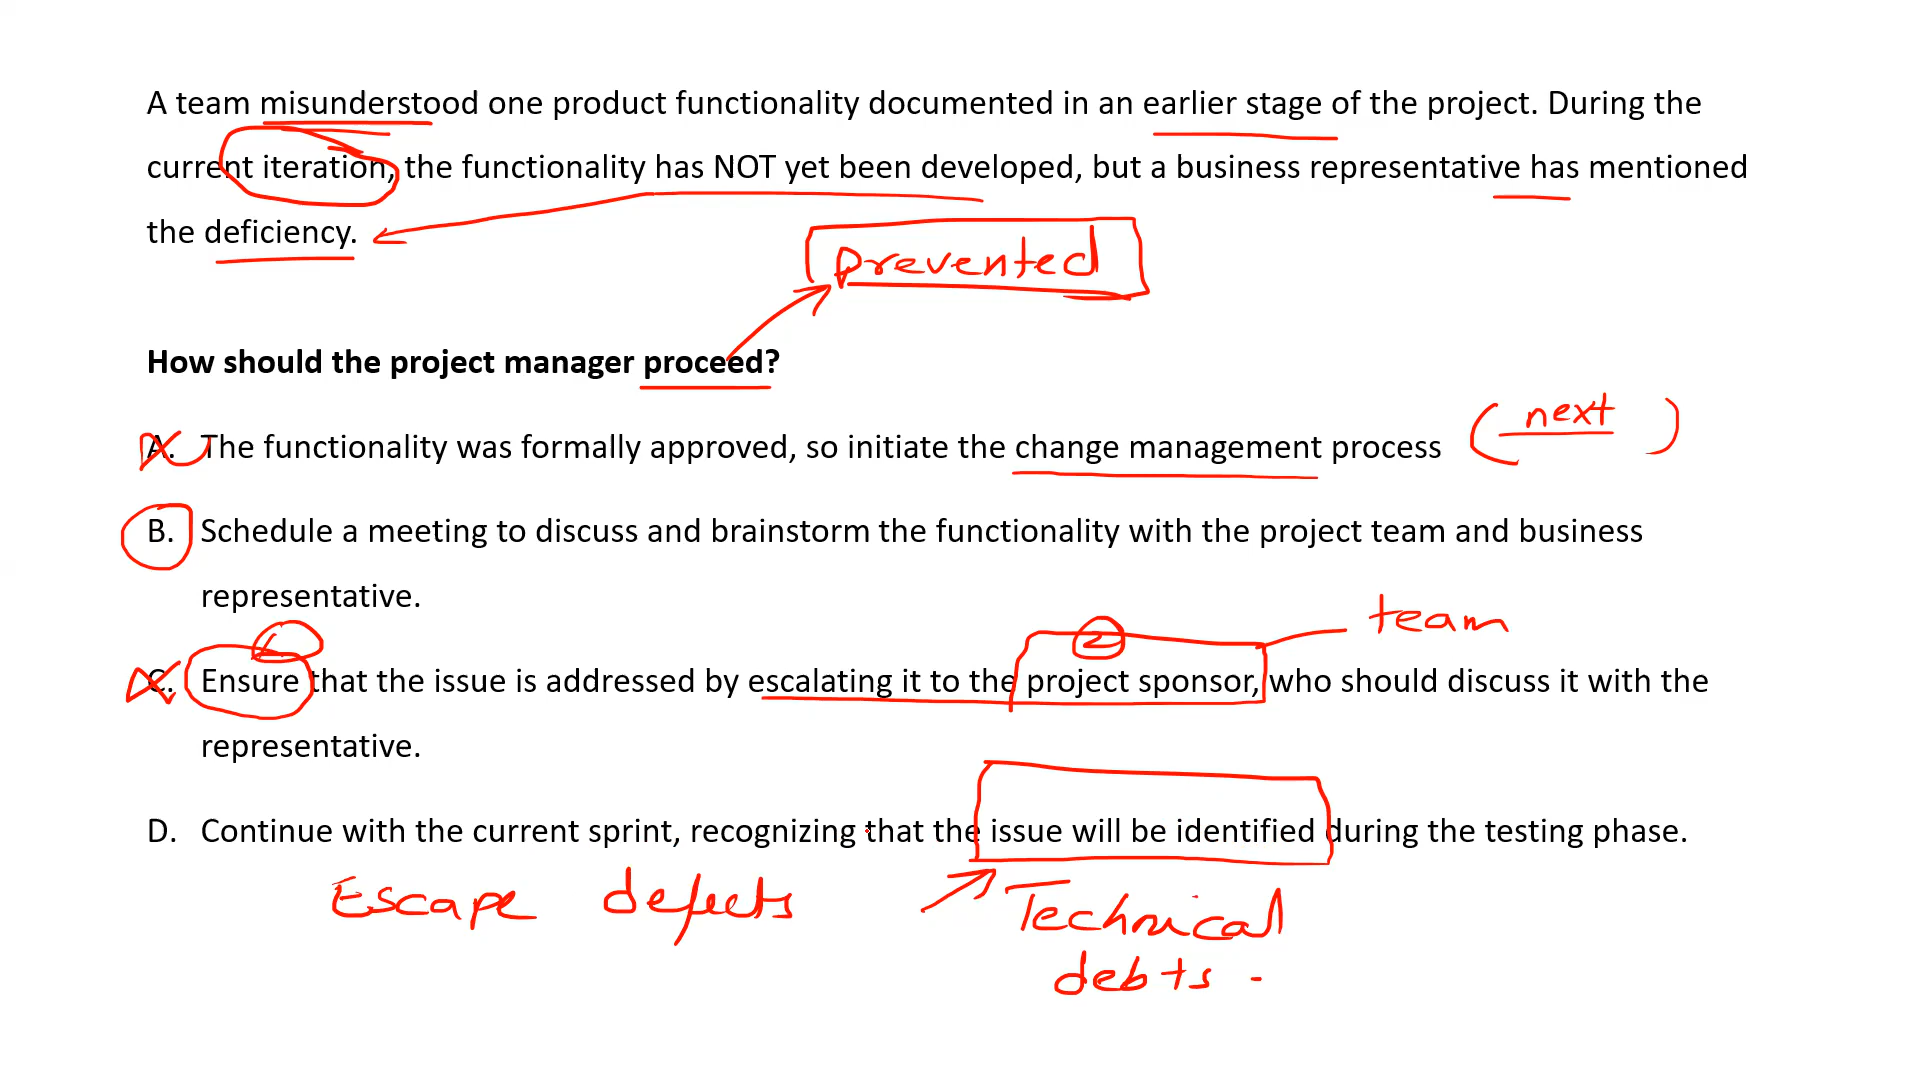 A team misunderstood one product functionality documented in an earlier stage of the project. During the
current iteration, the functionality has NOT yet been developed, but a business representative has mentioned
the deficiency.
prevented
How should the project manager proceed?
next
A. The functionality was formally approved, so initiate the change management process
B. Schedule a meeting to discuss and brainstorm the functionality with the project team and business
representative.
team
2
C. Ensure that the issue is addressed by escalating it to the project sponsor, who should discuss it with the
representative.
D. Continue with the current sprint, recognizing that the issue will be identified during the testing phase.
Escape defects
Technical
debts